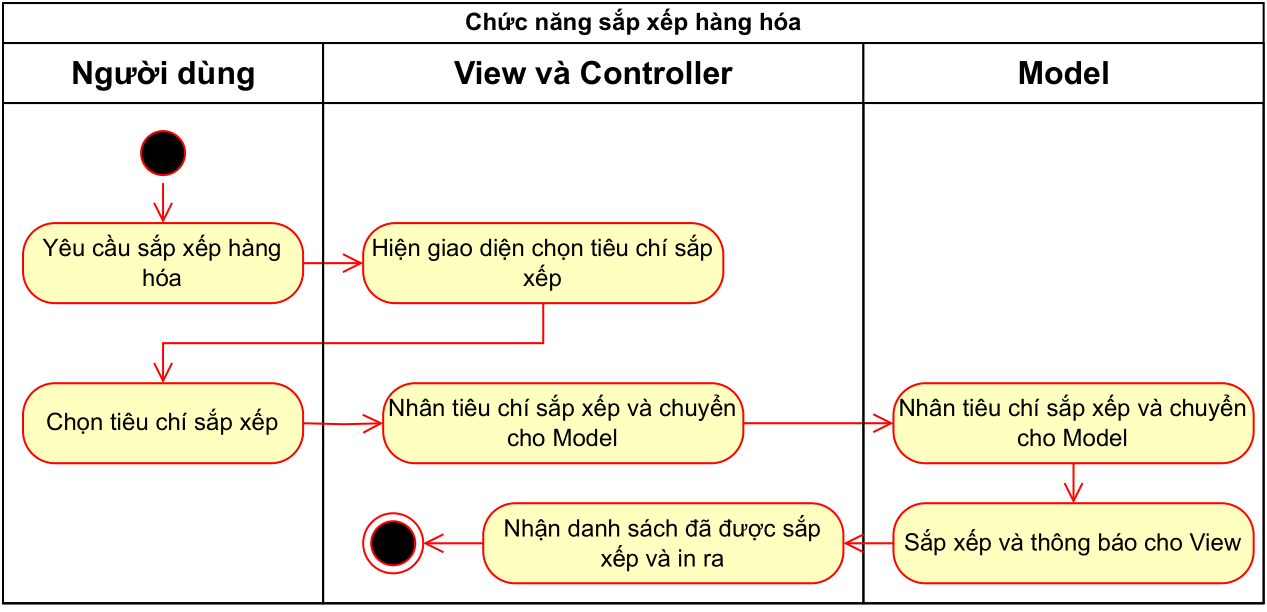 Chức năng sắp xếp hàng hóa
Người dùng
View và Controller
Model
Yêu cầu sắp xếp hàng
hóa
Hiện giao diện chọn tiêu chí sắp
xếp
Chọn tiêu chí sắp xếp
Nhân tiêu chí sắp xếp và chuyển
cho Model
Nhân tiêu chí sắp xếp và chuyển
cho Model
Nhận danh sách đã được sắp
xếp và in ra
Sắp xếp và thông báo cho View